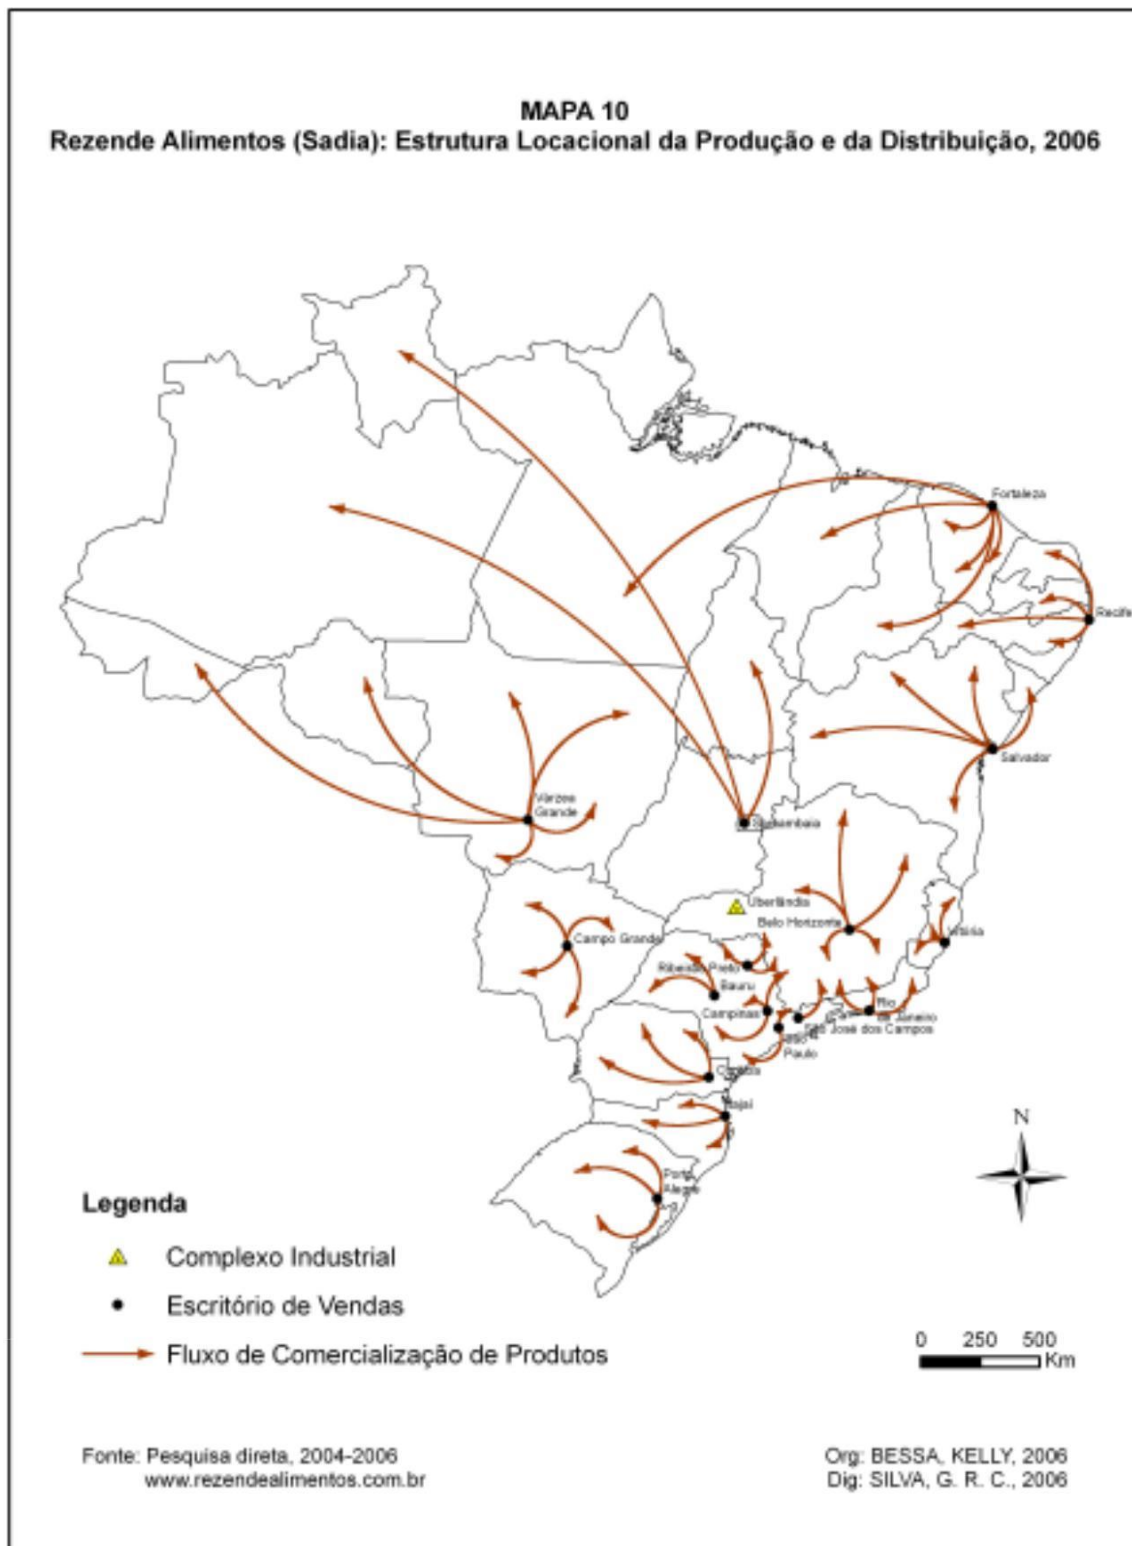 MAPA 10
Rezende Alimentos (Sadia): Estrutura Locacional da Produção e da Distribuição, 2006
Fortaleza
Recife
Salvador
Várzea
Grande
Uberlândia
Belo Horizonte
Vitória
Campo Grande
Ribeirão Preto
Bauru
Campinas
Rio
de Janeiro
São José dos Campos
São
Paulo
Curitiba
Itajaí
Porto
Alegre
N
Legenda
Complexo Industrial
Escritório de Vendas
Fluxo de Comercialização de Produtos
0 250 500
Km
Fonte: Pesquisa direta, 2004-2006
www.rezendealimentos.com.br
Org: BESSA, KELLY, 2006
Dig: SILVA, G. R. C., 2006